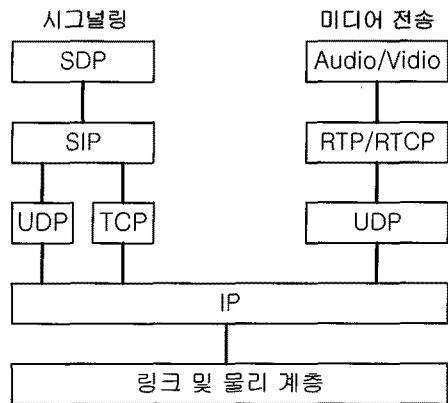 시그널링 미디어 전송
SDP Audio/Vidio
SIP RTP/RTCP
UDP TCP UDP
IP
링크 및 물리 계층